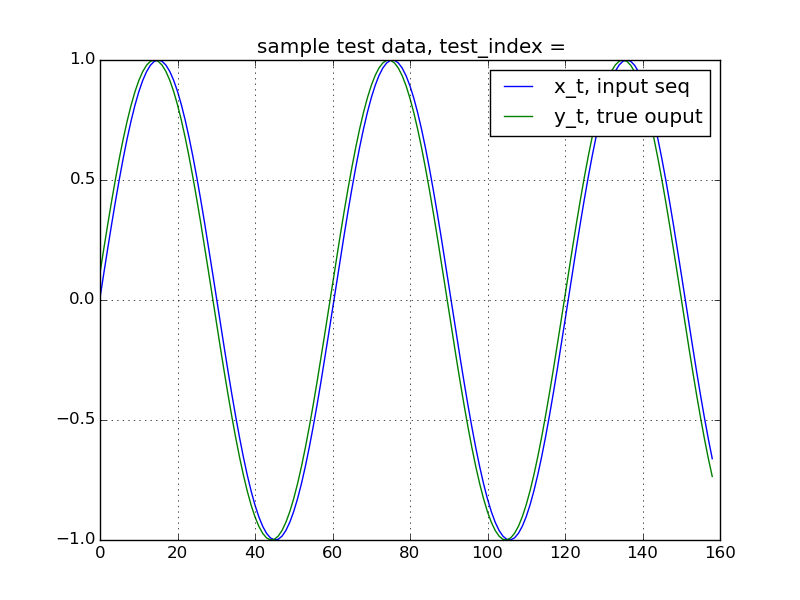 sample test data, test_index =
1.0
x_t, input seq
y_t, true ouput
0.5
0.0
−0.5
−1.0
0 20 40 60 80 100 120 140 160